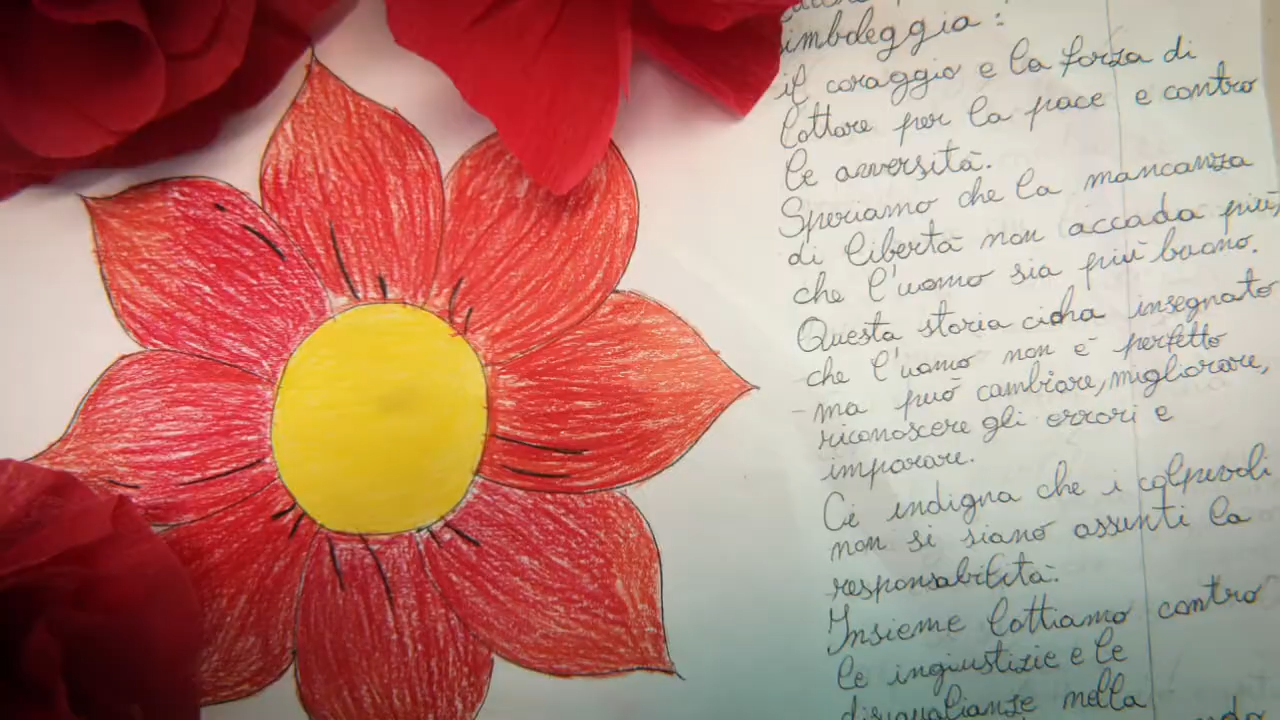 simboleggia:
il coraggio e la forza di
lottare per la pace e contro
le avversità.
Speriamo che la mancanza
di libertà non accada più,
che l'uomo sia più buono.
Questa storia ci ha insegnato
che l'uomo non è perfetto
- ma può cambiare, migliorare,
riconoscere gli errori e
imparare.
Ci indigna che i colpevoli
non si siano assunti la
responsabilità.
Insieme lottiamo contro
le ingiustizie e le
disuguaglianze nella